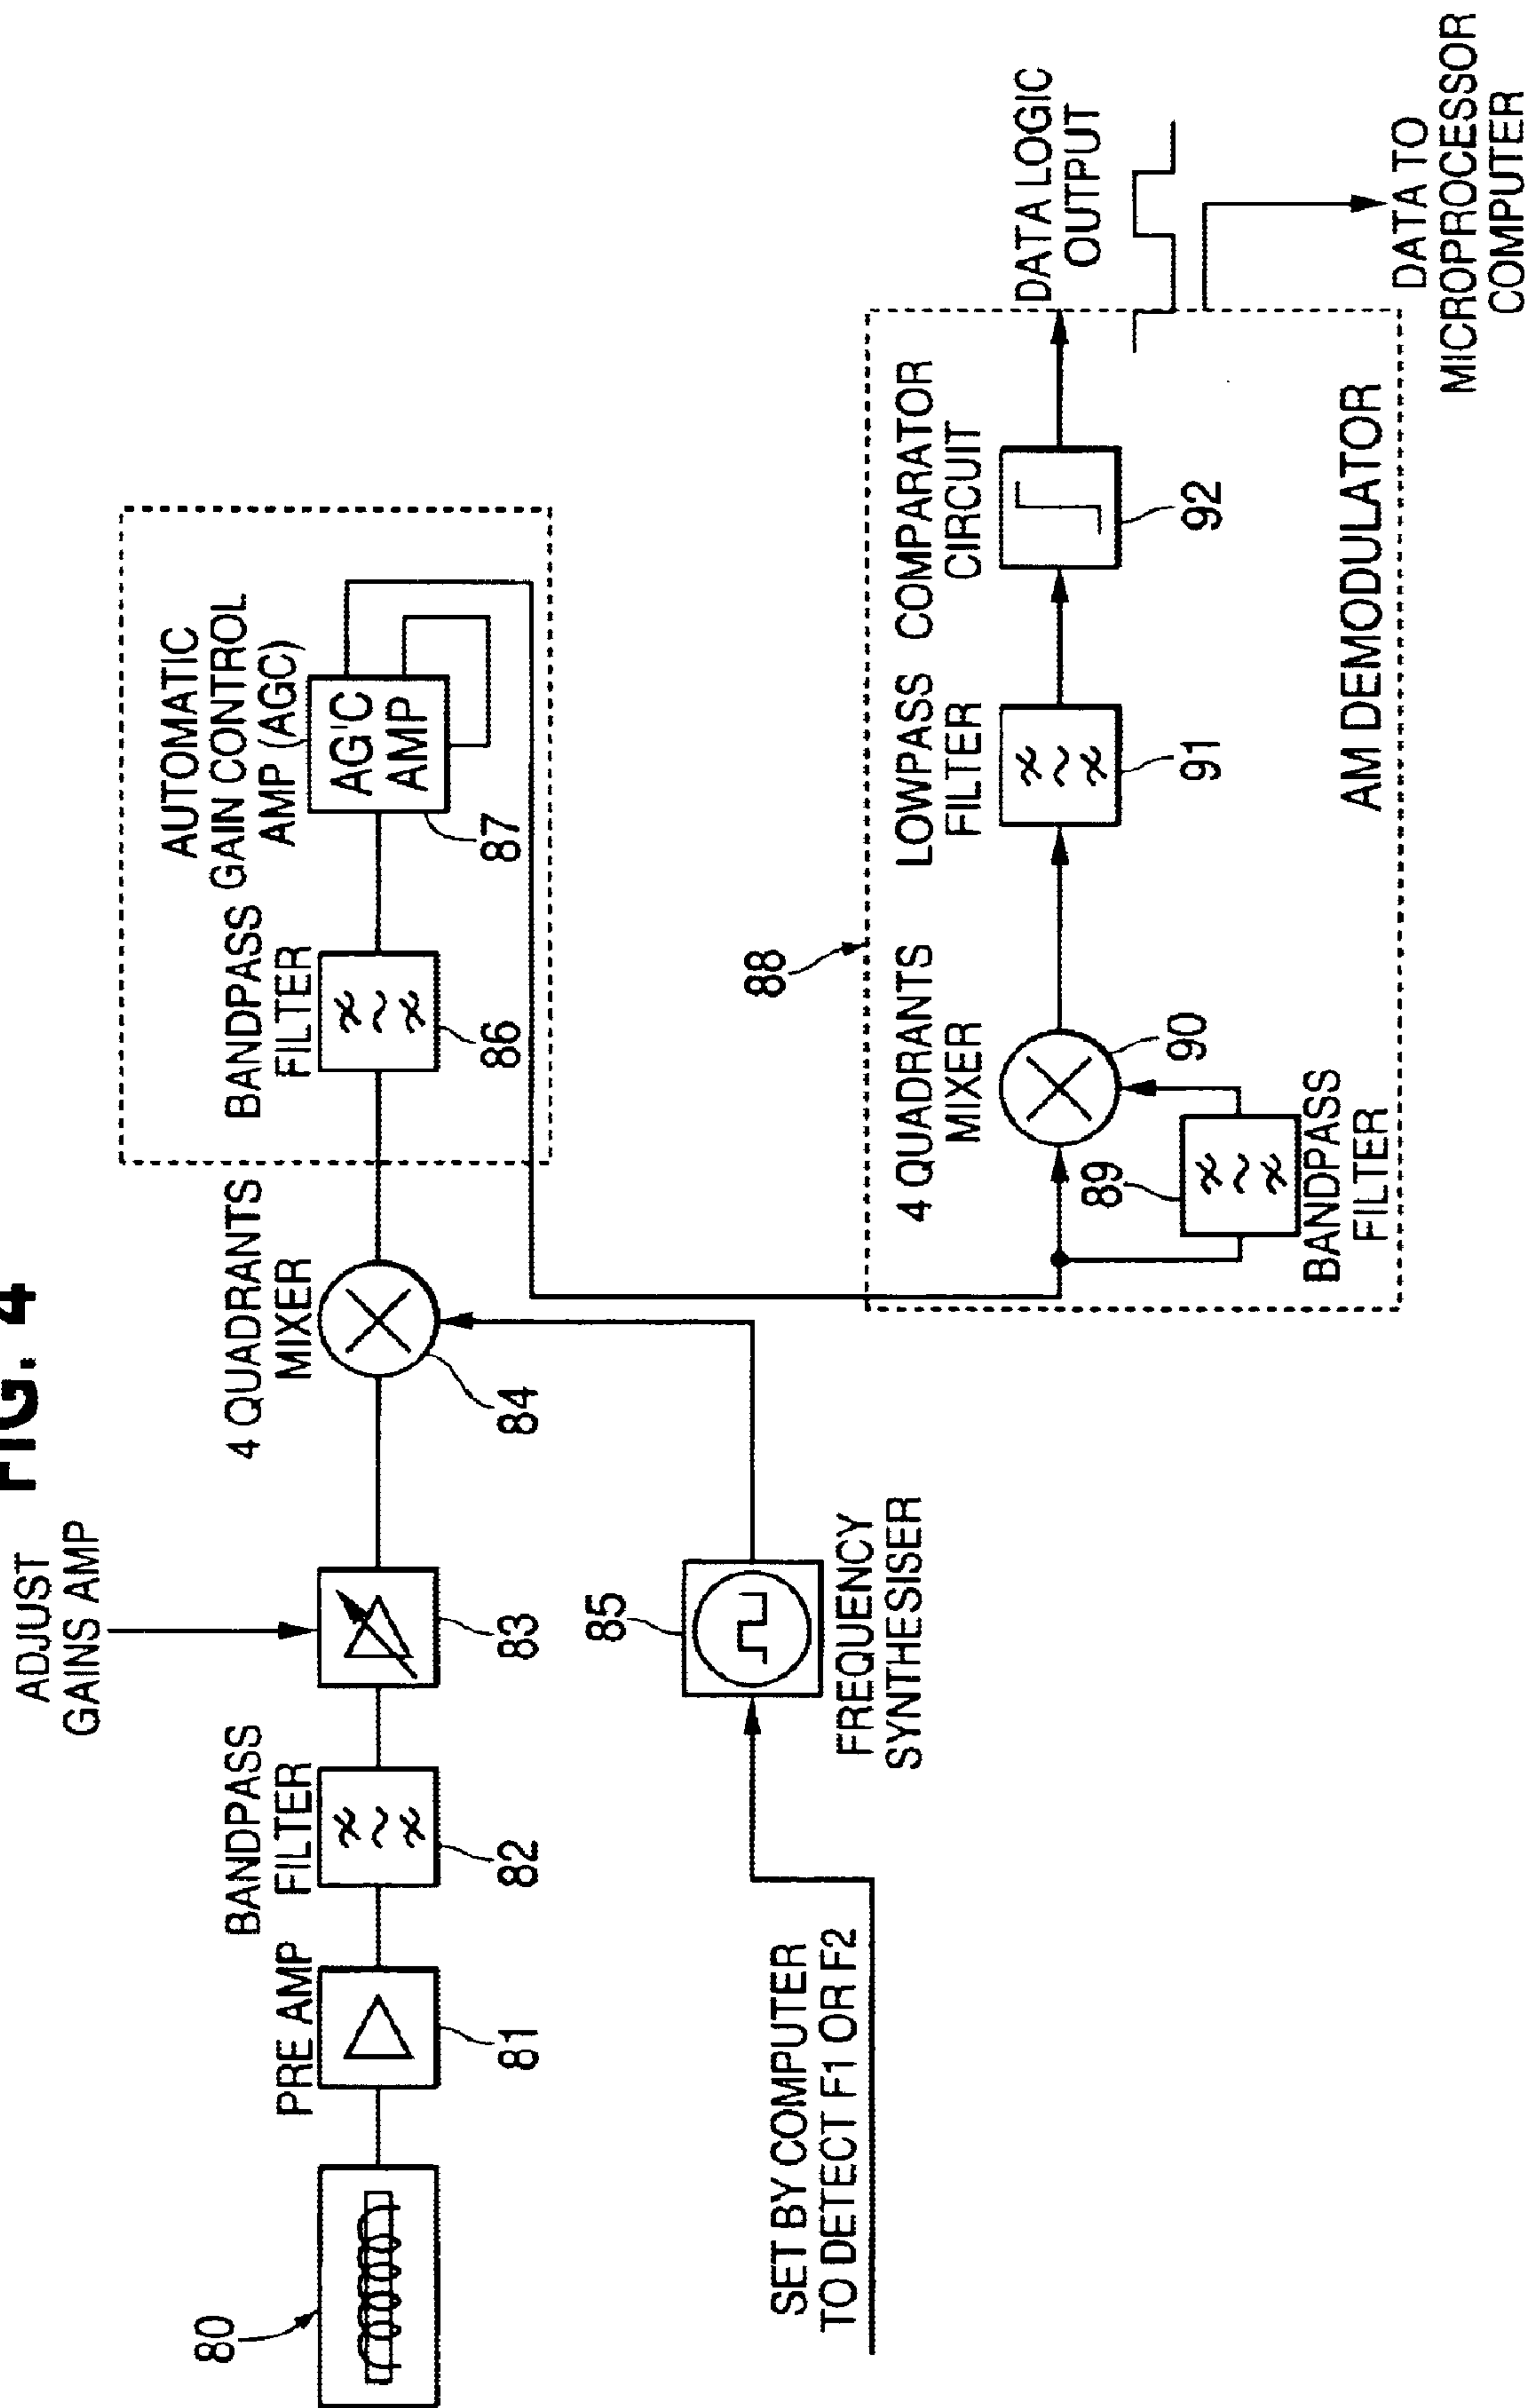 FIG. 4
ADJUST
GAINS AMP
PRE AMP
BANDPASS
FILTER
4 QUADRANTS
MIXER
BANDPASS
FILTER
AUTOMATIC
GAIN CONTROL
AMP (AGC)
AG'C
AMP
80
81
82
83
84
86
87
85
FREQUENCY
SYNTHESISER
SET BY COMPUTER
TO DETECT F1 OR F2
88
4 QUADRANTS
MIXER
LOWPASS
FILTER
COMPARATOR
CIRCUIT
89
90
91
92
BANDPASS
FILTER
AM DEMODULATOR
DATA LOGIC
OUTPUT
DATA TO
MICROPROCESSOR
COMPUTER